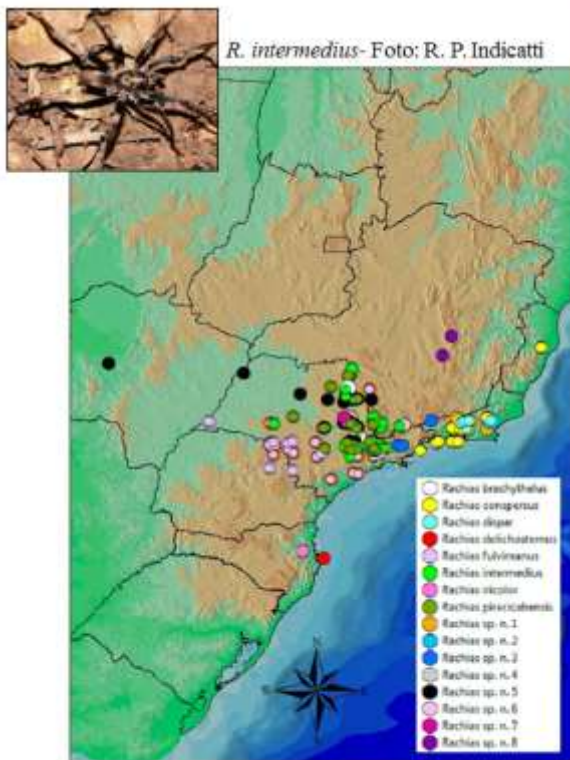 R. intermedius- Foto: R. P. Indicatti
Rachias brachythelus
Rachias conspersus
Rachias dispar
Rachias dolichosternus
Rachias fulvimanus
Rachias intermedius
Rachias piracicabensis
Rachias sp. n. 1
Rachias sp. n. 2
Rachias sp. n. 3
Rachias sp. n. 4
Rachias sp. n. 5
Rachias sp. n. 6
Rachias sp. n. 7
Rachias sp. n. 8